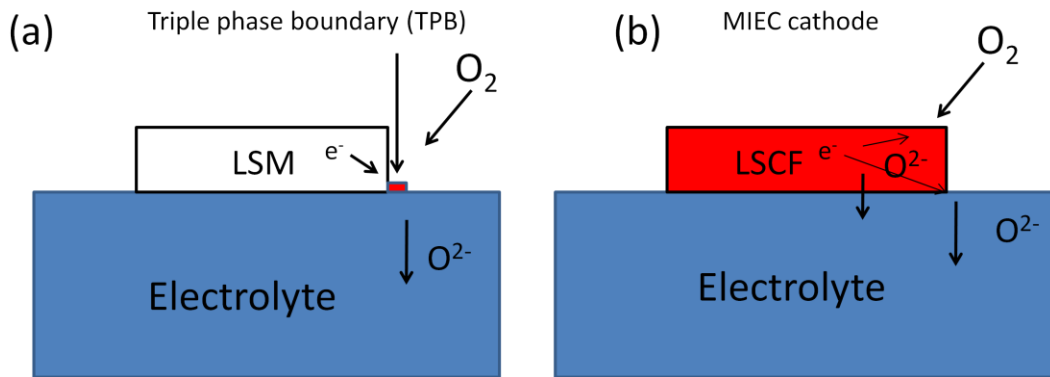 (a)
Triple phase boundary (TPB)
O₂
LSM
e⁻
O²⁻
Electrolyte
(b)
MIEC cathode
O₂
LSCF
e⁻
O²⁻
O²⁻
Electrolyte